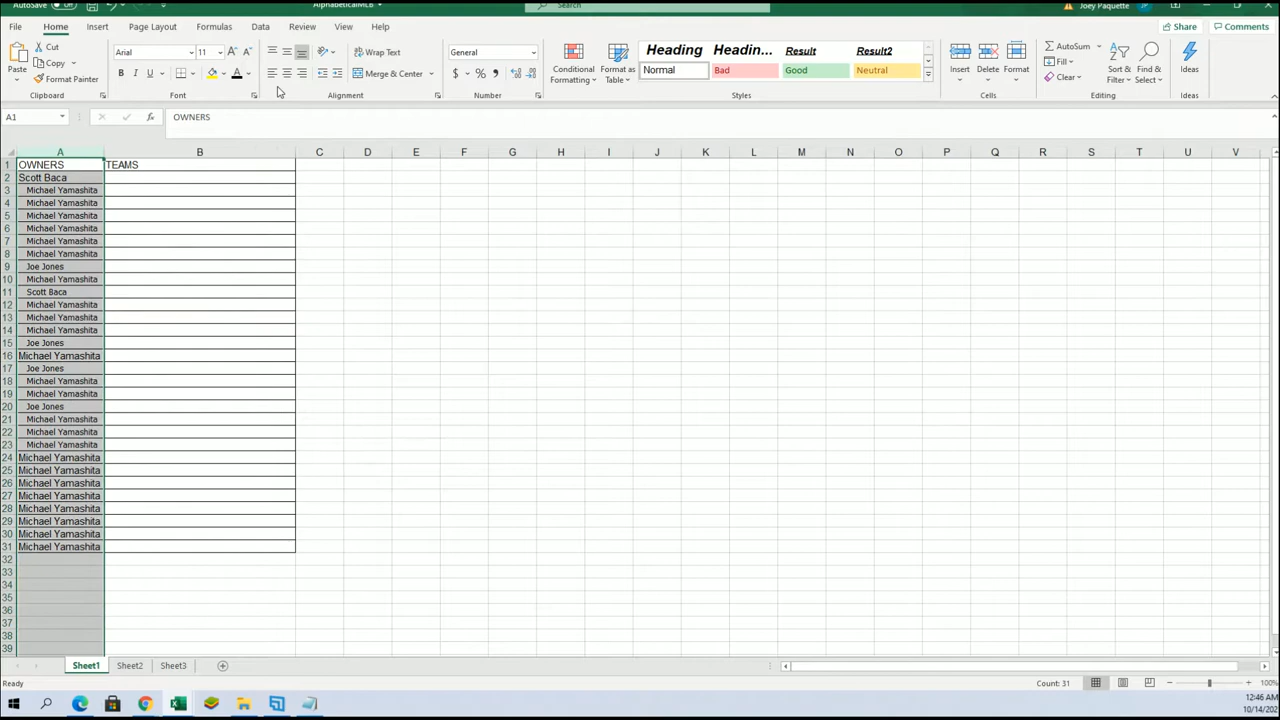 AutoSave
AlphabeticalMLB
Search
Joey Paquette
File Home Insert Page Layout Formulas Data Review View Help
Share Comments
Paste
Cut
Copy
Format Painter
Clipboard
Arial 11
B I U A
Font
Wrap Text
Merge & Center
Alignment
General
$ % 9
Number
Conditional Formatting
Format as Table
Heading Headin... Result Result2
Normal Bad Good Neutral
Styles
Insert Delete Format
Cells
AutoSum
Fill
Clear
Sort & Filter
Find & Select
Editing
Ideas
Ideas
A1 fx OWNERS
A B C D E F G H I J K L M N O P Q R S T U V
1 OWNERS TEAMS
2 Scott Baca
3 Michael Yamashita
4 Michael Yamashita
5 Michael Yamashita
6 Michael Yamashita
7 Michael Yamashita
8 Michael Yamashita
9 Joe Jones
10 Michael Yamashita
11 Scott Baca
12 Michael Yamashita
13 Michael Yamashita
14 Michael Yamashita
15 Joe Jones
16 Michael Yamashita
17 Joe Jones
18 Michael Yamashita
19 Michael Yamashita
20 Joe Jones
21 Michael Yamashita
22 Michael Yamashita
23 Michael Yamashita
24 Michael Yamashita
25 Michael Yamashita
26 Michael Yamashita
27 Michael Yamashita
28 Michael Yamashita
29 Michael Yamashita
30 Michael Yamashita
31 Michael Yamashita
32
33
34
35
36
37
38
39
Sheet1 Sheet2 Sheet3
Ready
Count: 31
100%
12:46 AM
10/14/202